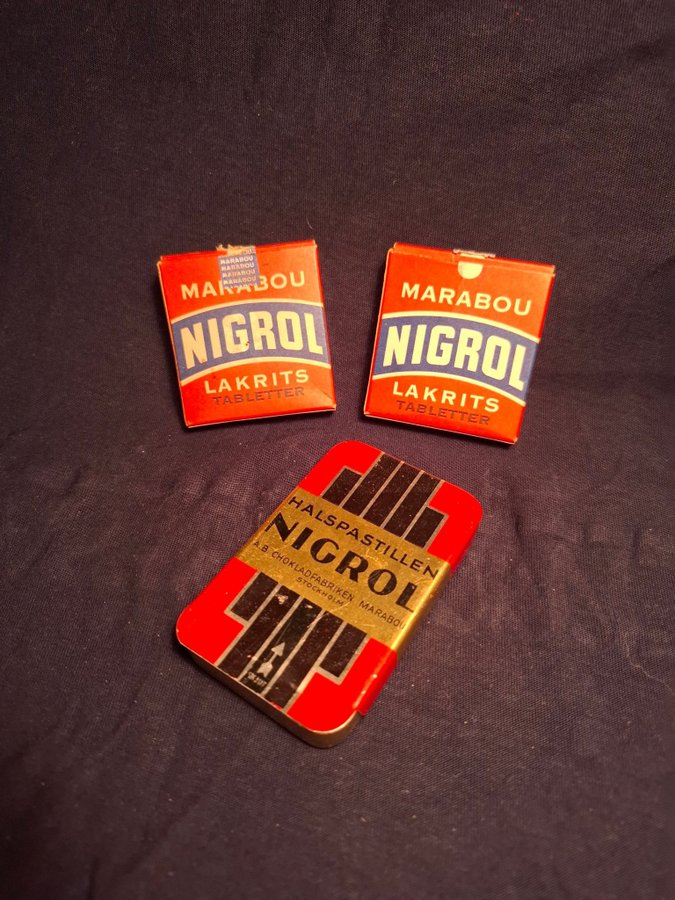 MARABOU
MARABOU
MARABOU
MARABOU
MARABOU
NIGROL
LAKRITS
TABLETTER
MARABOU
NIGROL
LAKRITS
TABLETTER
HALSPASTILLEN
NIGROL
A.B. CHOKLADFABRIKEN MARABOU
STOCKHOLM